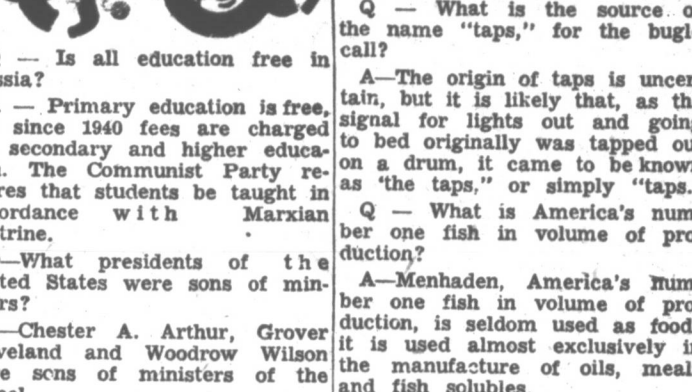 — Is all education free in
ssia?
— Primary education is free,
since 1940 fees are charged
secondary and higher educa-
. The Communist Party re-
res that students be taught in
ordance with Marxian
trine.
—What presidents of the
ted States were sons of min-
rs?
—Chester A. Arthur, Grover
veland and Woodrow Wilson
e sons of ministers of the
Q — What is the source o
the name "taps," for the bugl
call?
A—The origin of taps is uncer
tain, but it is likely that, as th
signal for lights out and goin
to bed originally was tapped ou
on a drum, it came to be known
as 'the taps," or simply "taps.
Q — What is America's num
ber one fish in volume of pro
duction?
A—Menhaden, America's num
ber one fish in volume of pro
duction, is seldom used as food
it is used almost exclusively i
the manufacture of oils, meal
and fish solubles